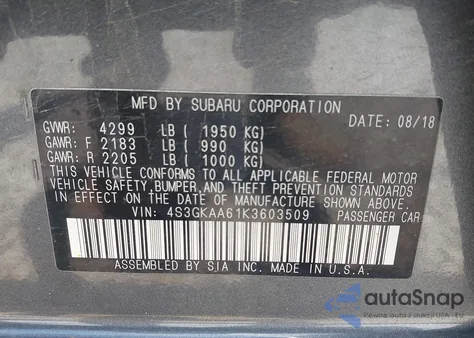 MFD BY SUBARU CORPORATION
GVWR: 4299 LB ( 1950 KG) DATE: 08/18
GAWR: F 2183 LB ( 990 KG)
GAWR: R 2205 LB ( 1000 KG)
THIS VEHICLE CONFORMS TO ALL APPLICABLE FEDERAL MOTOR
VEHICLE SAFETY, BUMPER, AND THEFT PREVENTION STANDARDS
IN EFFECT ON THE DATE OF MANUFACTURE SHOWN ABOVE.
VIN: 4S3GKAA61K3603509 PASSENGER CAR
ASSEMBLED BY SIA INC. MADE IN U.S.A.
autoSnap